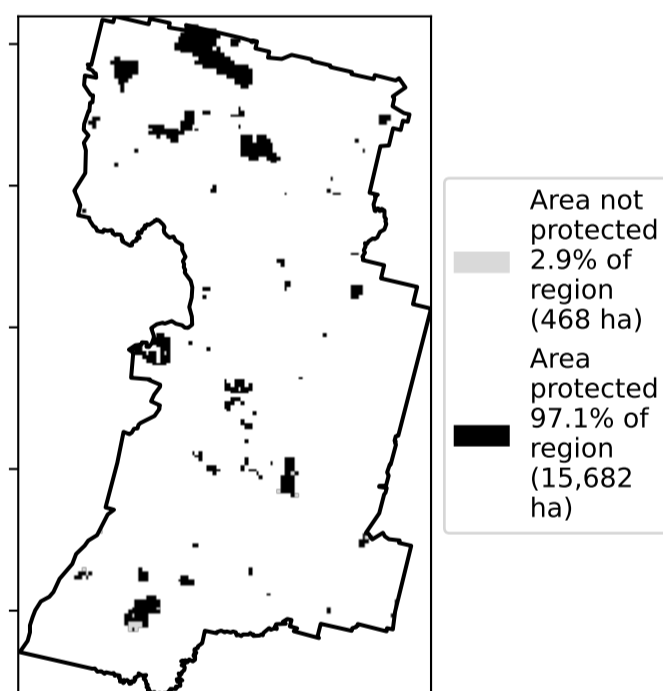 Area not
protected
2.9% of
region
(468 ha)
Area
protected
97.1% of
region
(15,682
ha)